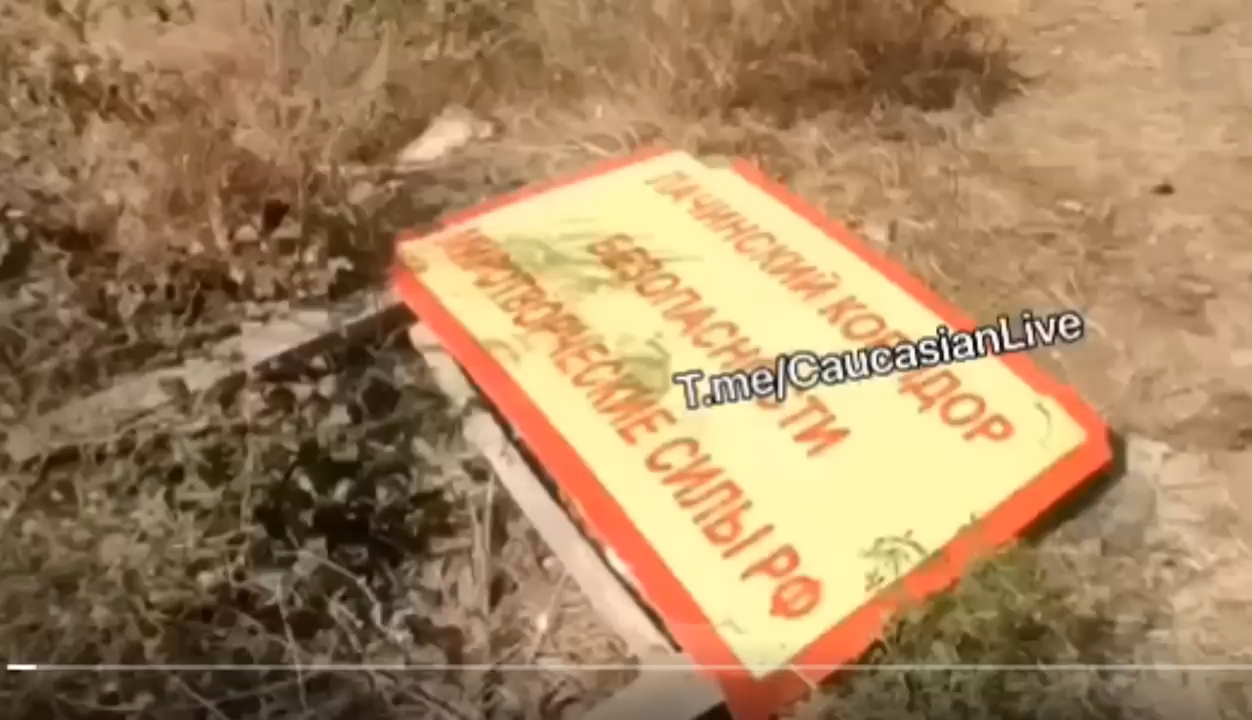 ЛАЧИНСКИЙ КОРИДОР
БЕЗОПАСНОСТИ
МИРОТВОРЧЕСКИЕ СИЛЫ РФ
T.me/CaucasianLive